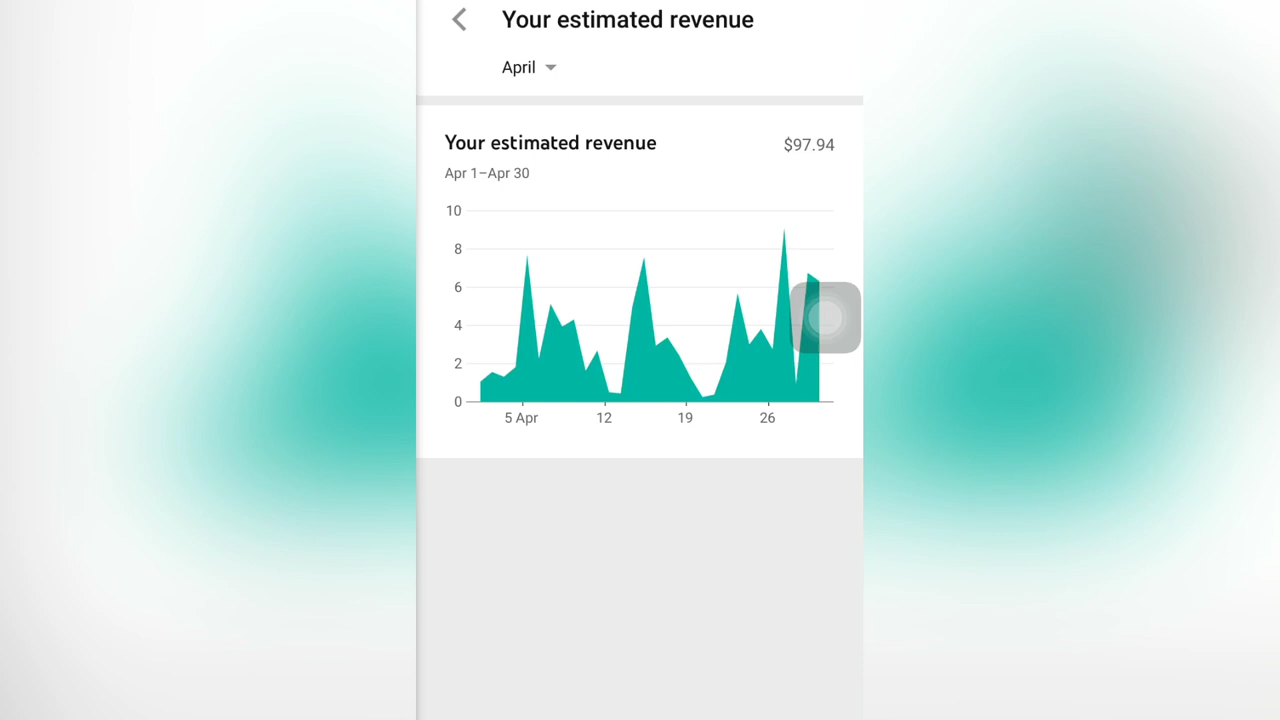 Your estimated revenue
April
Your estimated revenue $97.94
Apr 1–Apr 30
10
8
6
4
2
0
5 Apr 12 19 26